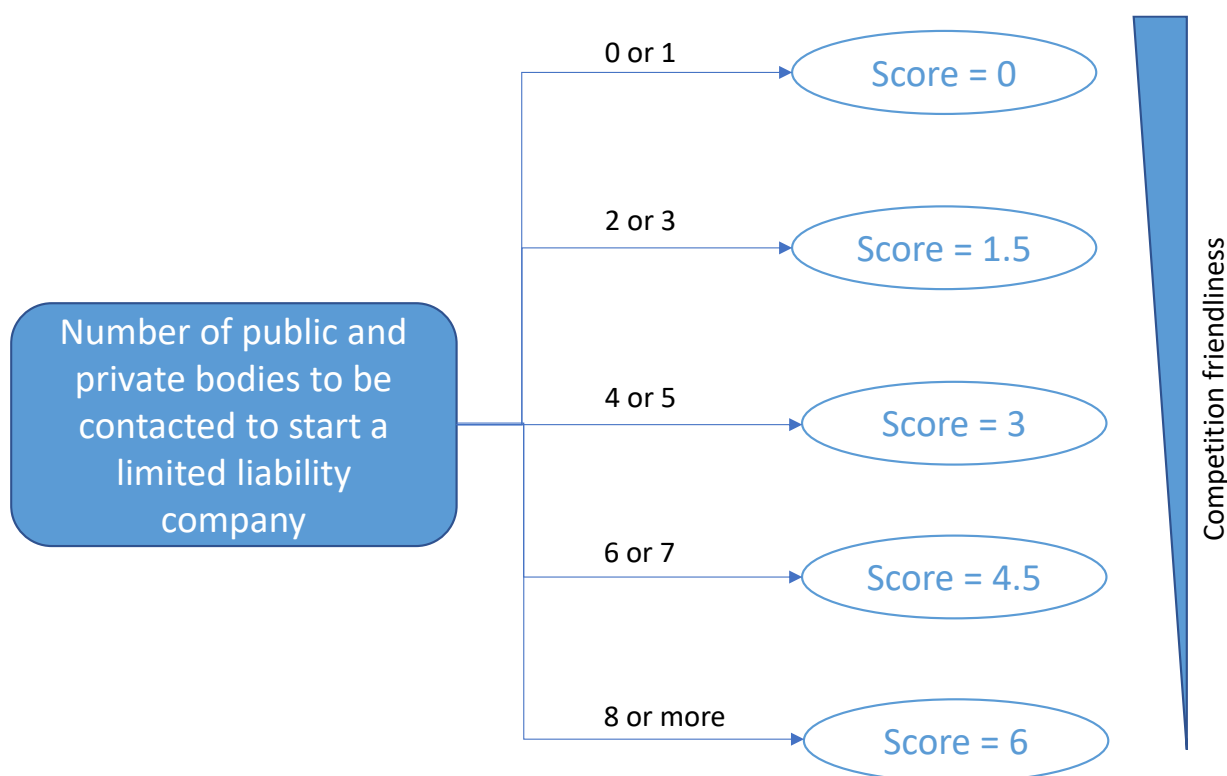 0 or 1
Score = 0
2 or 3
Score = 1.5
Number of public and
private bodies to be
contacted to start a
limited liability
company
4 or 5
Score = 3
6 or 7
Score = 4.5
8 or more
Score = 6
Competition friendliness